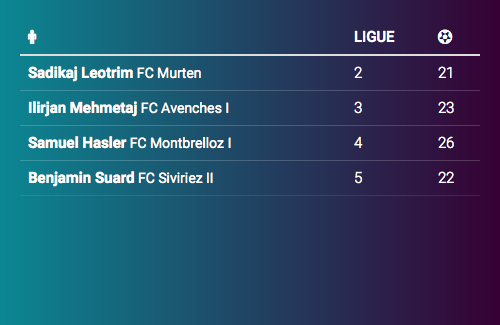 LIGUE
Sadikaj Leotrim FC Murten 2 21
Ilirjan Mehmetaj FC Avenches I 3 23
Samuel Hasler FC Montbrelloz I 4 26
Benjamin Suard FC Siviriez II 5 22